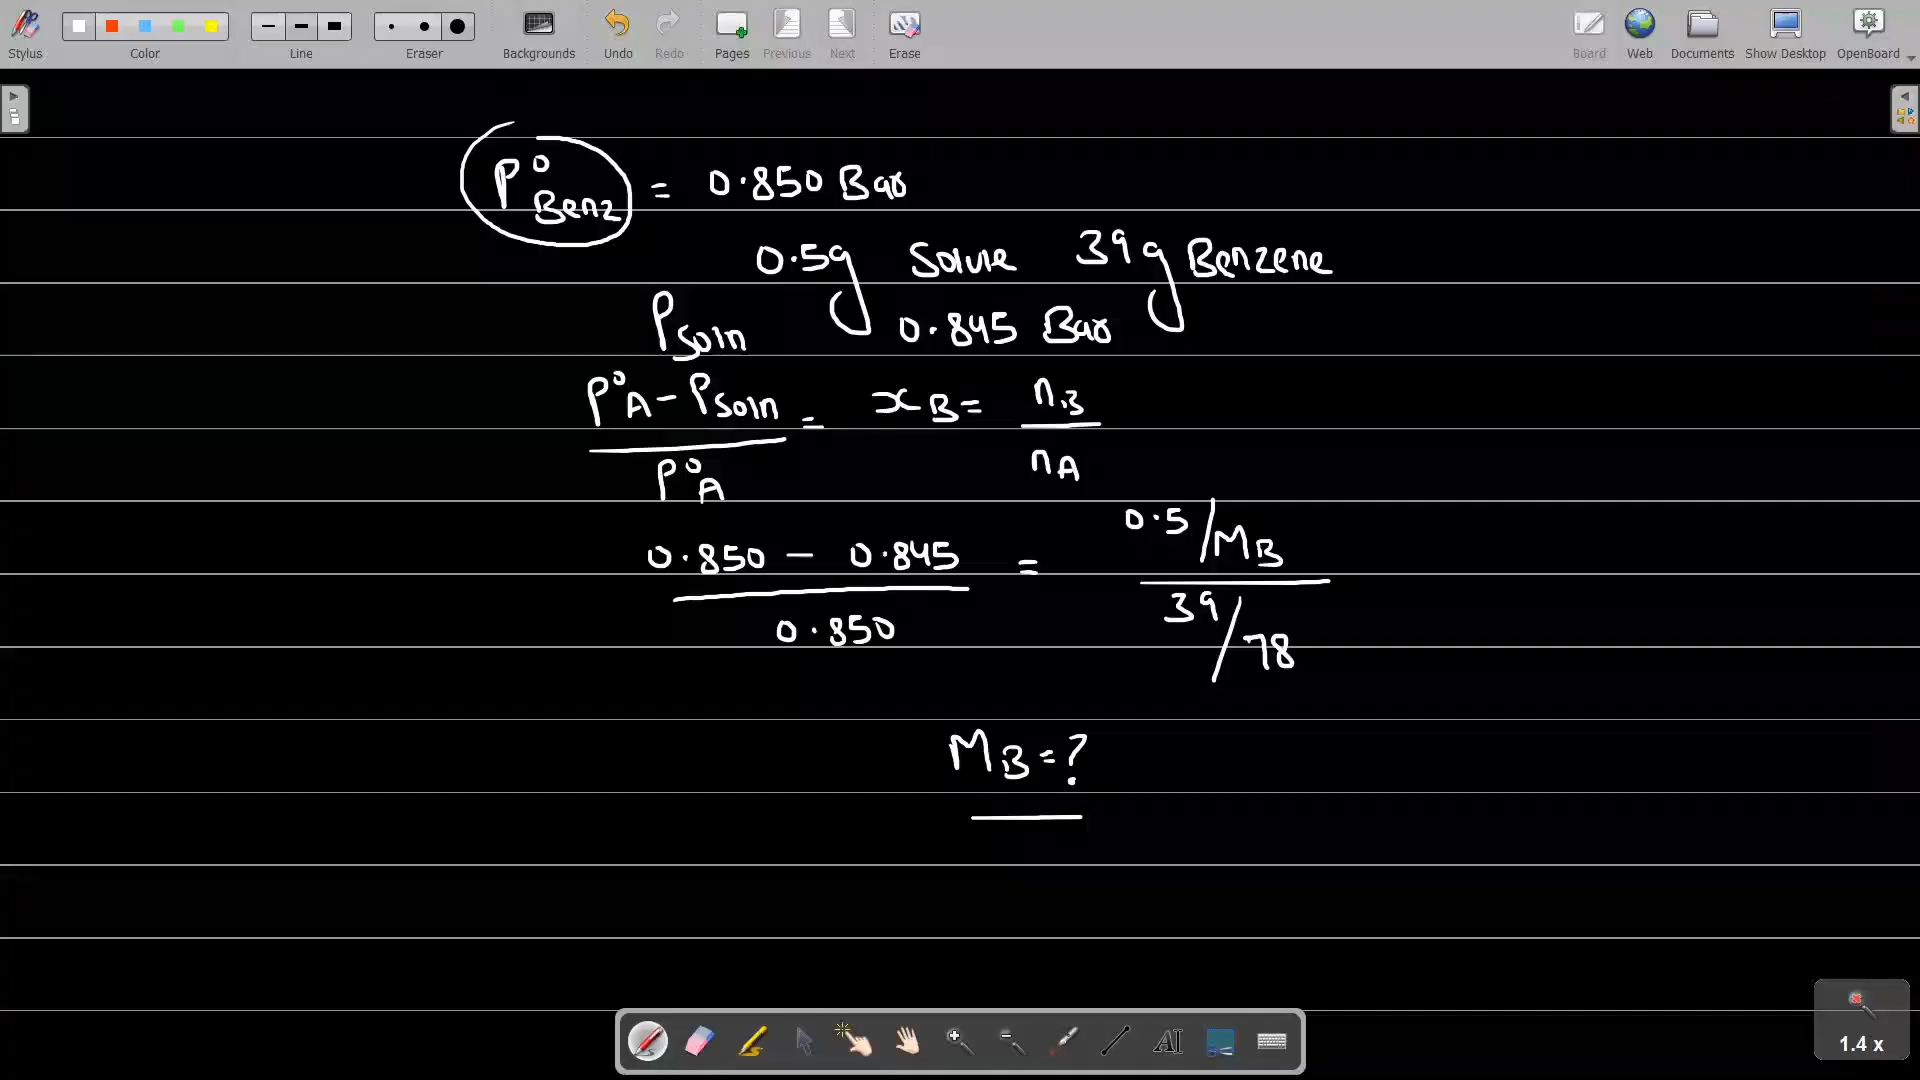 Stylus
Color
Line
Eraser
Backgrounds
Undo
Redo
Pages
Previous
Next
Erase
Board
Web
Documents
Show Desktop
OpenBoard
P°Benz = 0.850 Bar
0.5g Solute 39g Benzene
Psoln 0.845 Bar
P°A - Psoln / P°A = xB = nB / nA
0.850 - 0.845 / 0.850 = 0.5/MB / 39/78
MB = ?
1.4 x